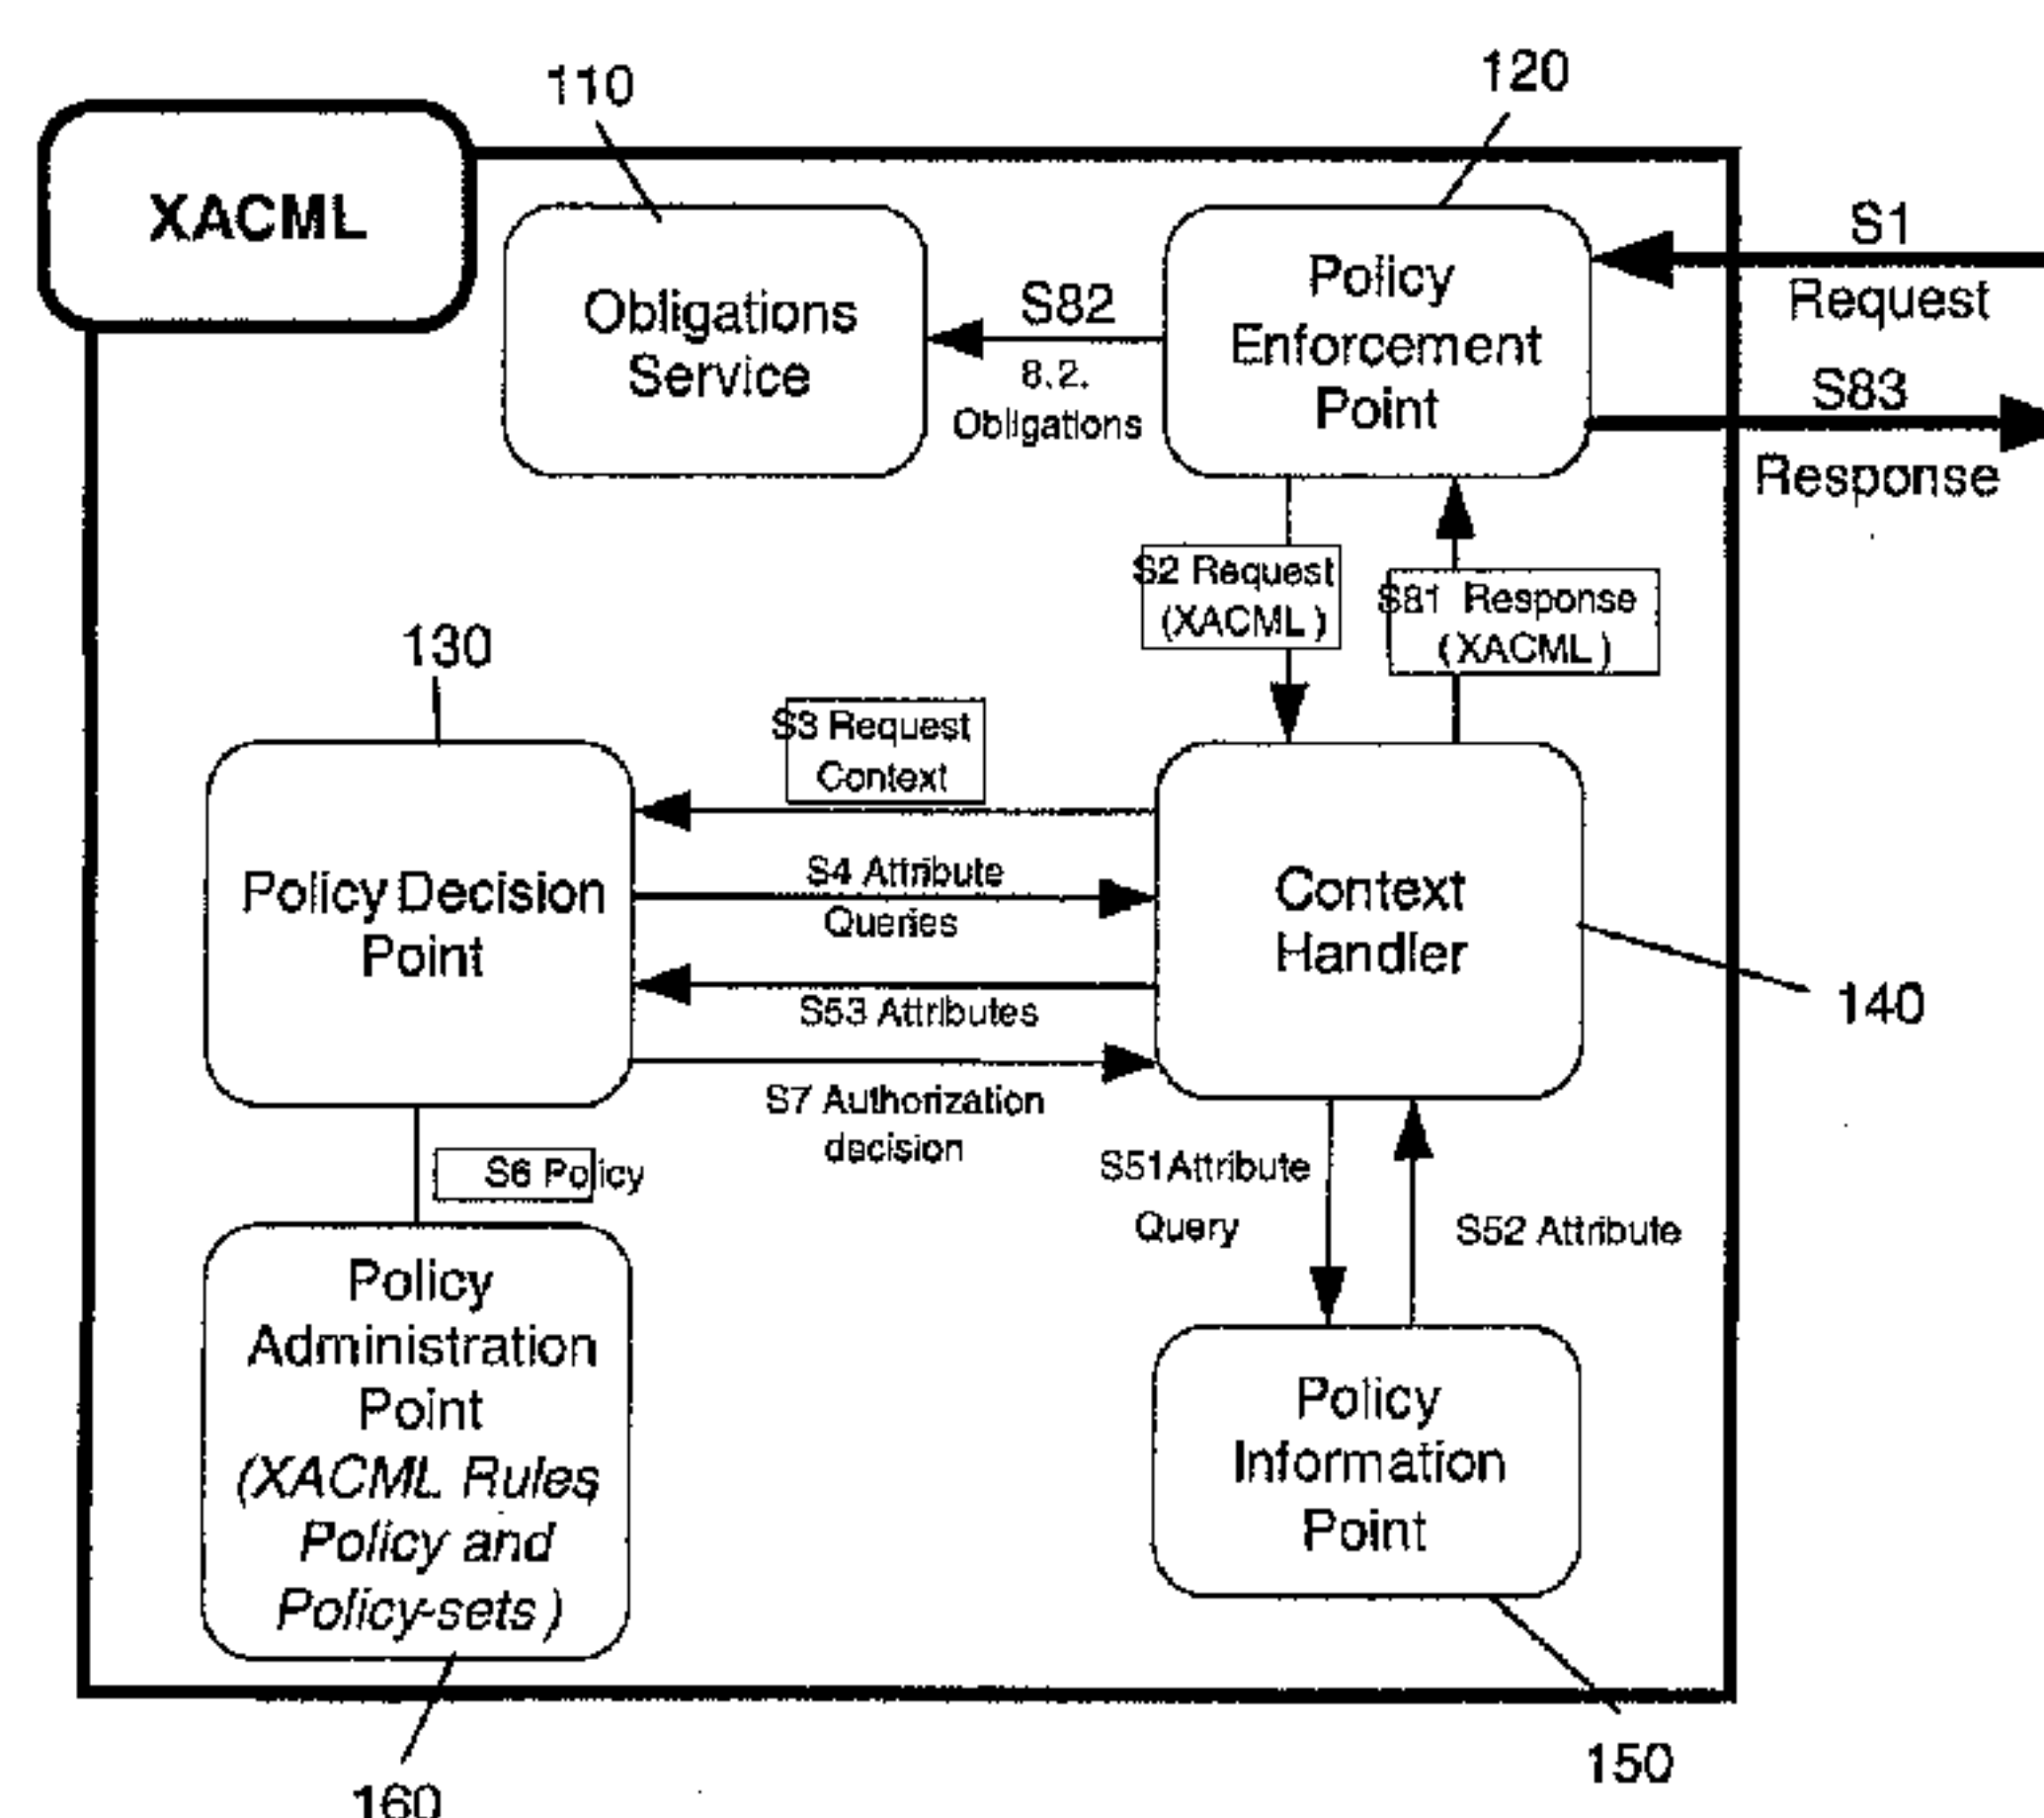 110
120
XACML
Obligations
Service
S82
8.2.
Obligations
Policy
Enforcement
Point
S1
Request
S83
Response
S2 Request
(XACML)
S81 Response
(XACML)
130
S3 Request
Context
Policy Decision
Point
S4 Attribute
Queries
S53 Attributes
S7 Authorization
decision
Context
Handler
140
S6 Policy
S51 Attribute
Query
S52 Attribute
Policy
Administration
Point
(XACML Rules
Policy and
Policy-sets)
Policy
Information
Point
150
160